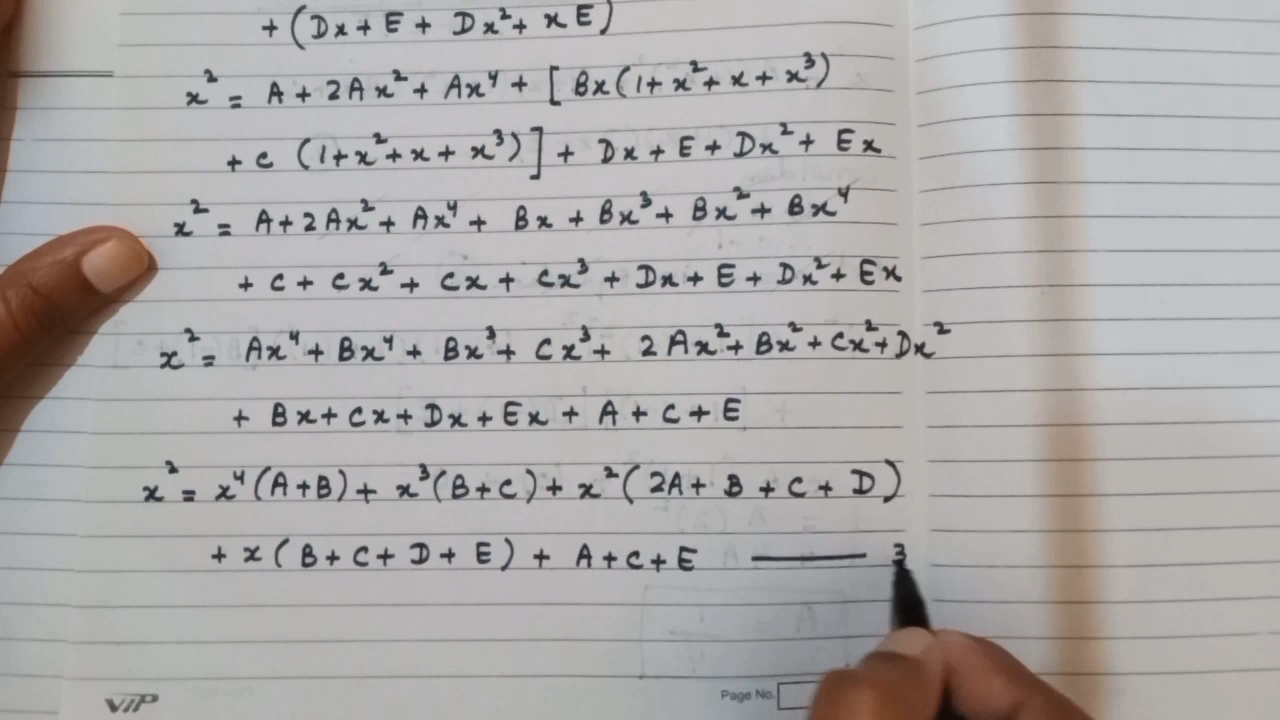 + (Dx + E + Dx² + xE)
x² = A + 2Ax² + Ax⁴ + [ Bx(1 + x² + x + x³)
+ C (1 + x² + x + x³) ] + Dx + E + Dx² + Ex
x² = A + 2Ax² + Ax⁴ + Bx + Bx³ + Bx² + Bx⁴
+ C + Cx² + Cx + Cx³ + Dx + E + Dx² + Ex
x² = Ax⁴ + Bx⁴ + Bx³ + Cx³ + 2Ax² + Bx² + Cx² + Dx²
+ Bx + Cx + Dx + Ex + A + C + E
x² = x⁴(A+B) + x³(B+C) + x²(2A + B + C + D)
+ x(B + C + D + E) + A + C + E —— 3
ViP
Page No.